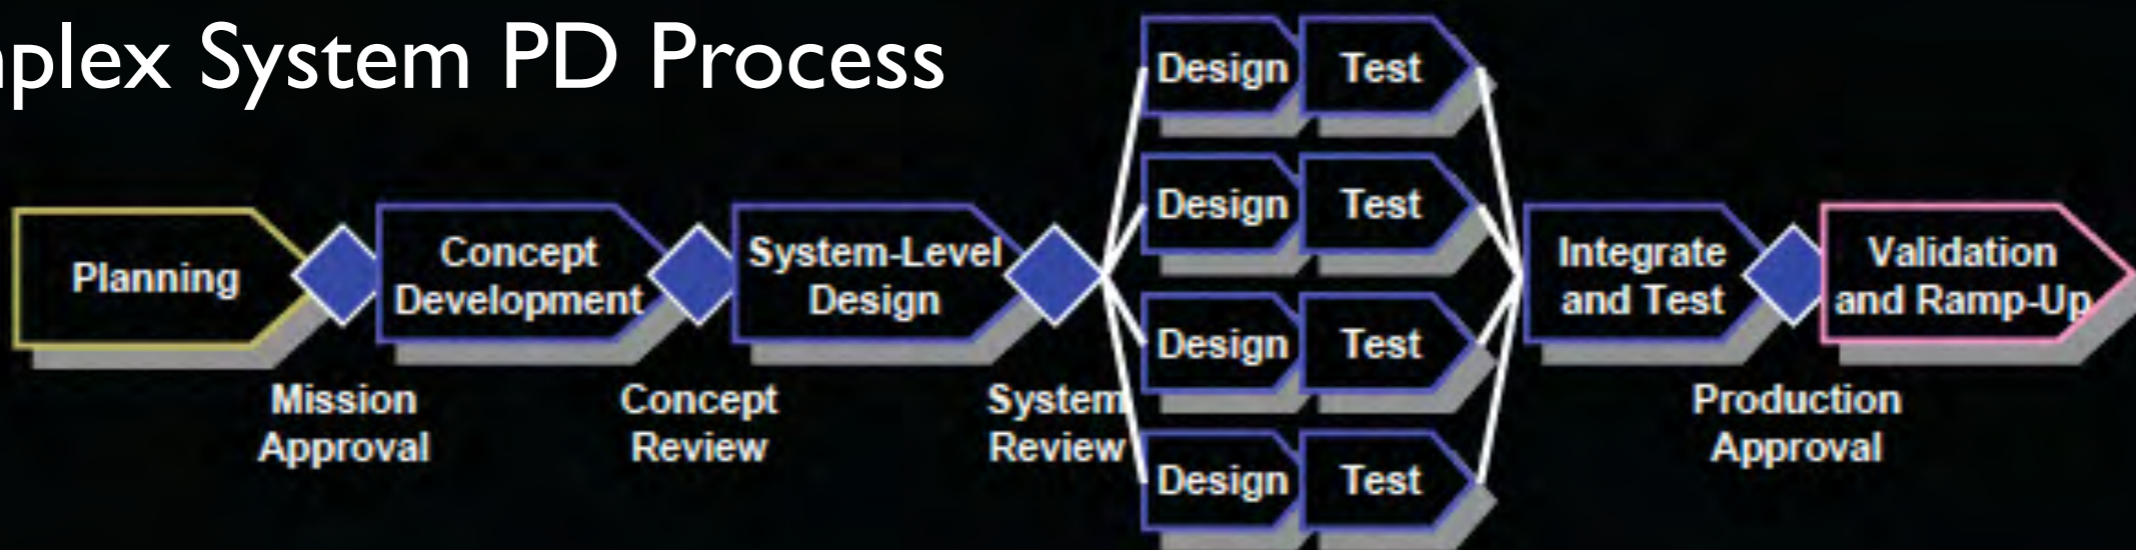 plex System PD Process
Planning
Mission
Approval
Concept
Development
Concept
Review
System-Level
Design
System
Review
Design
Test
Design
Test
Design
Test
Design
Test
Integrate
and Test
Production
Approval
Validation
and Ramp-Up